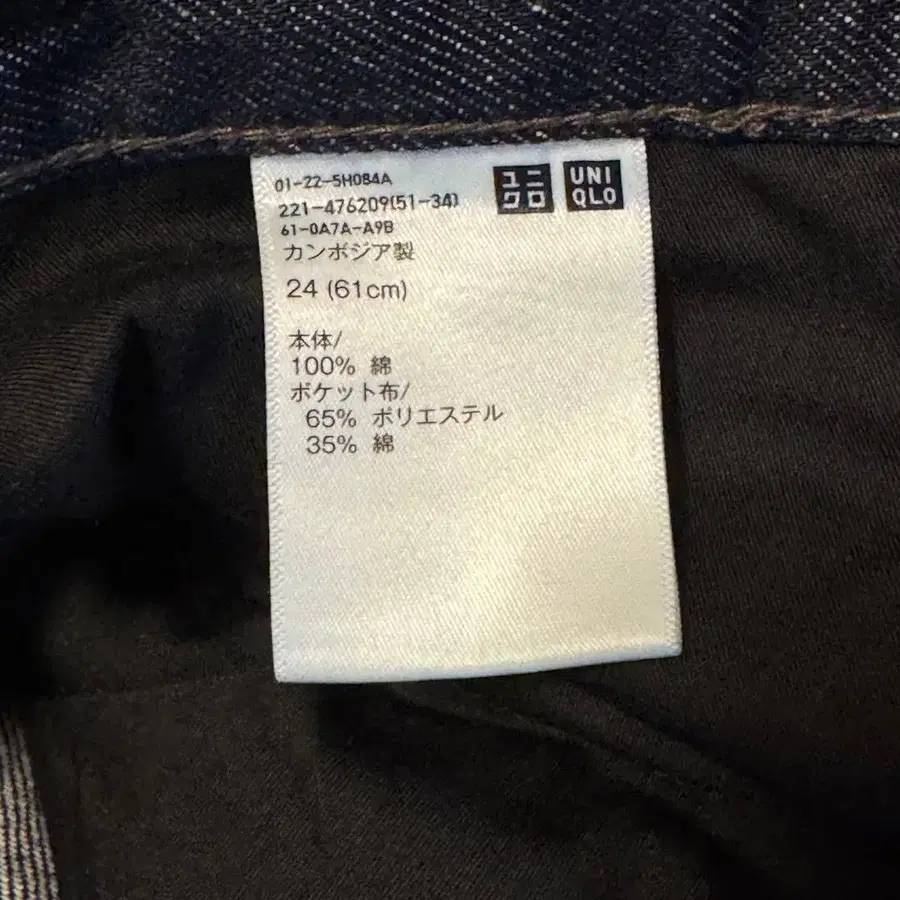 01-22-5H084A
221-476209(51-34)
61-0A7A-A9B
ユニ
クロ
UNI
QLO
カンボジア製
24 (61cm)
本体/
100% 綿
ポケット布/
65% ポリエステル
35% 綿